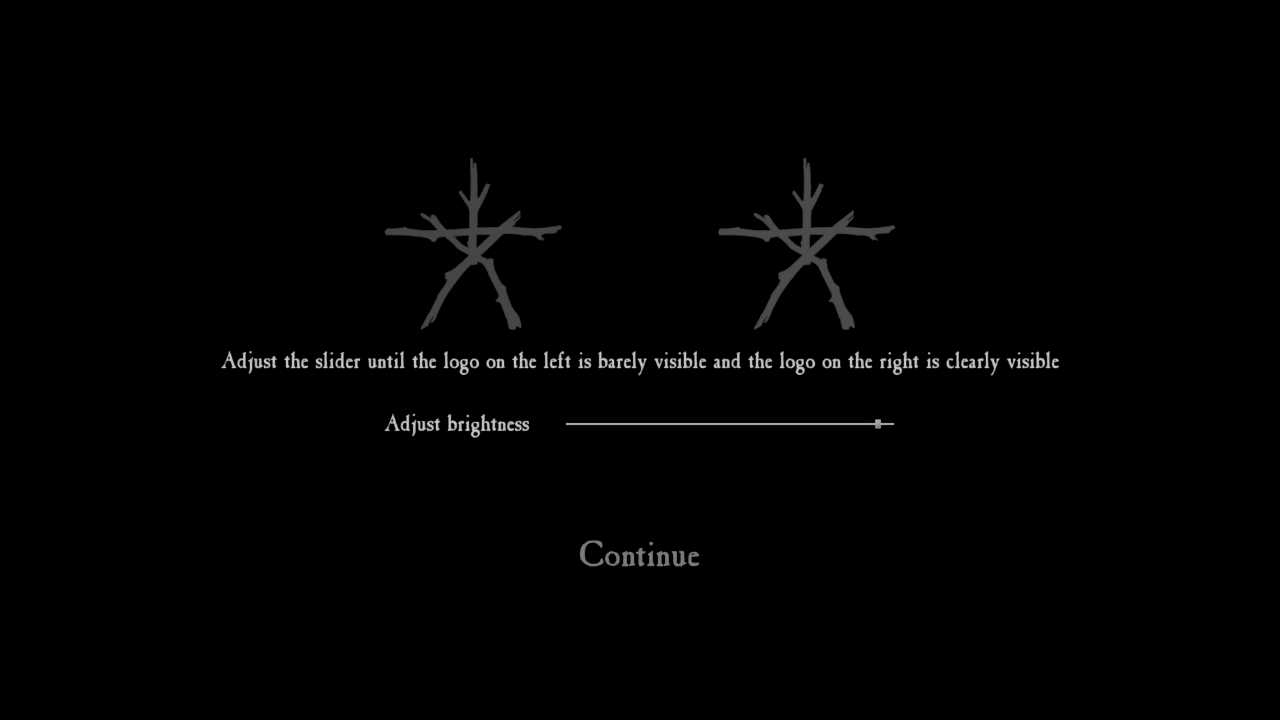 Adjust the slider until the logo on the left is barely visible and the logo on the right is clearly visible
Adjust brightness
Continue